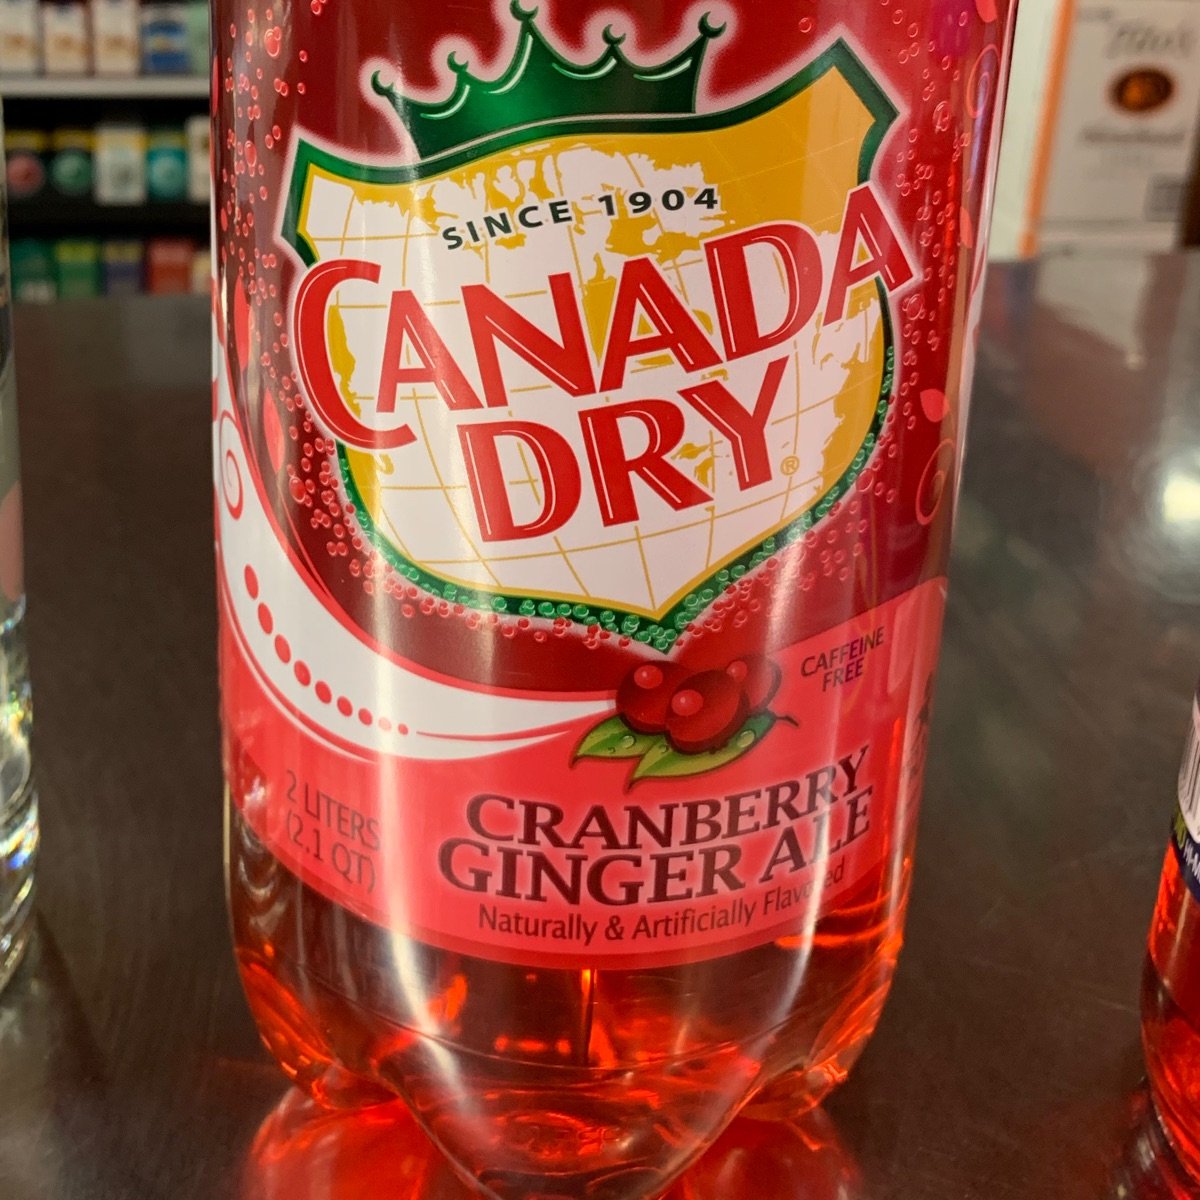 SINCE 1904
CANADA
DRY®
CAFFEINE
FREE
2 LITERS
(2.1 QT)
CRANBERRY
GINGER ALE
Naturally & Artificially Flavored